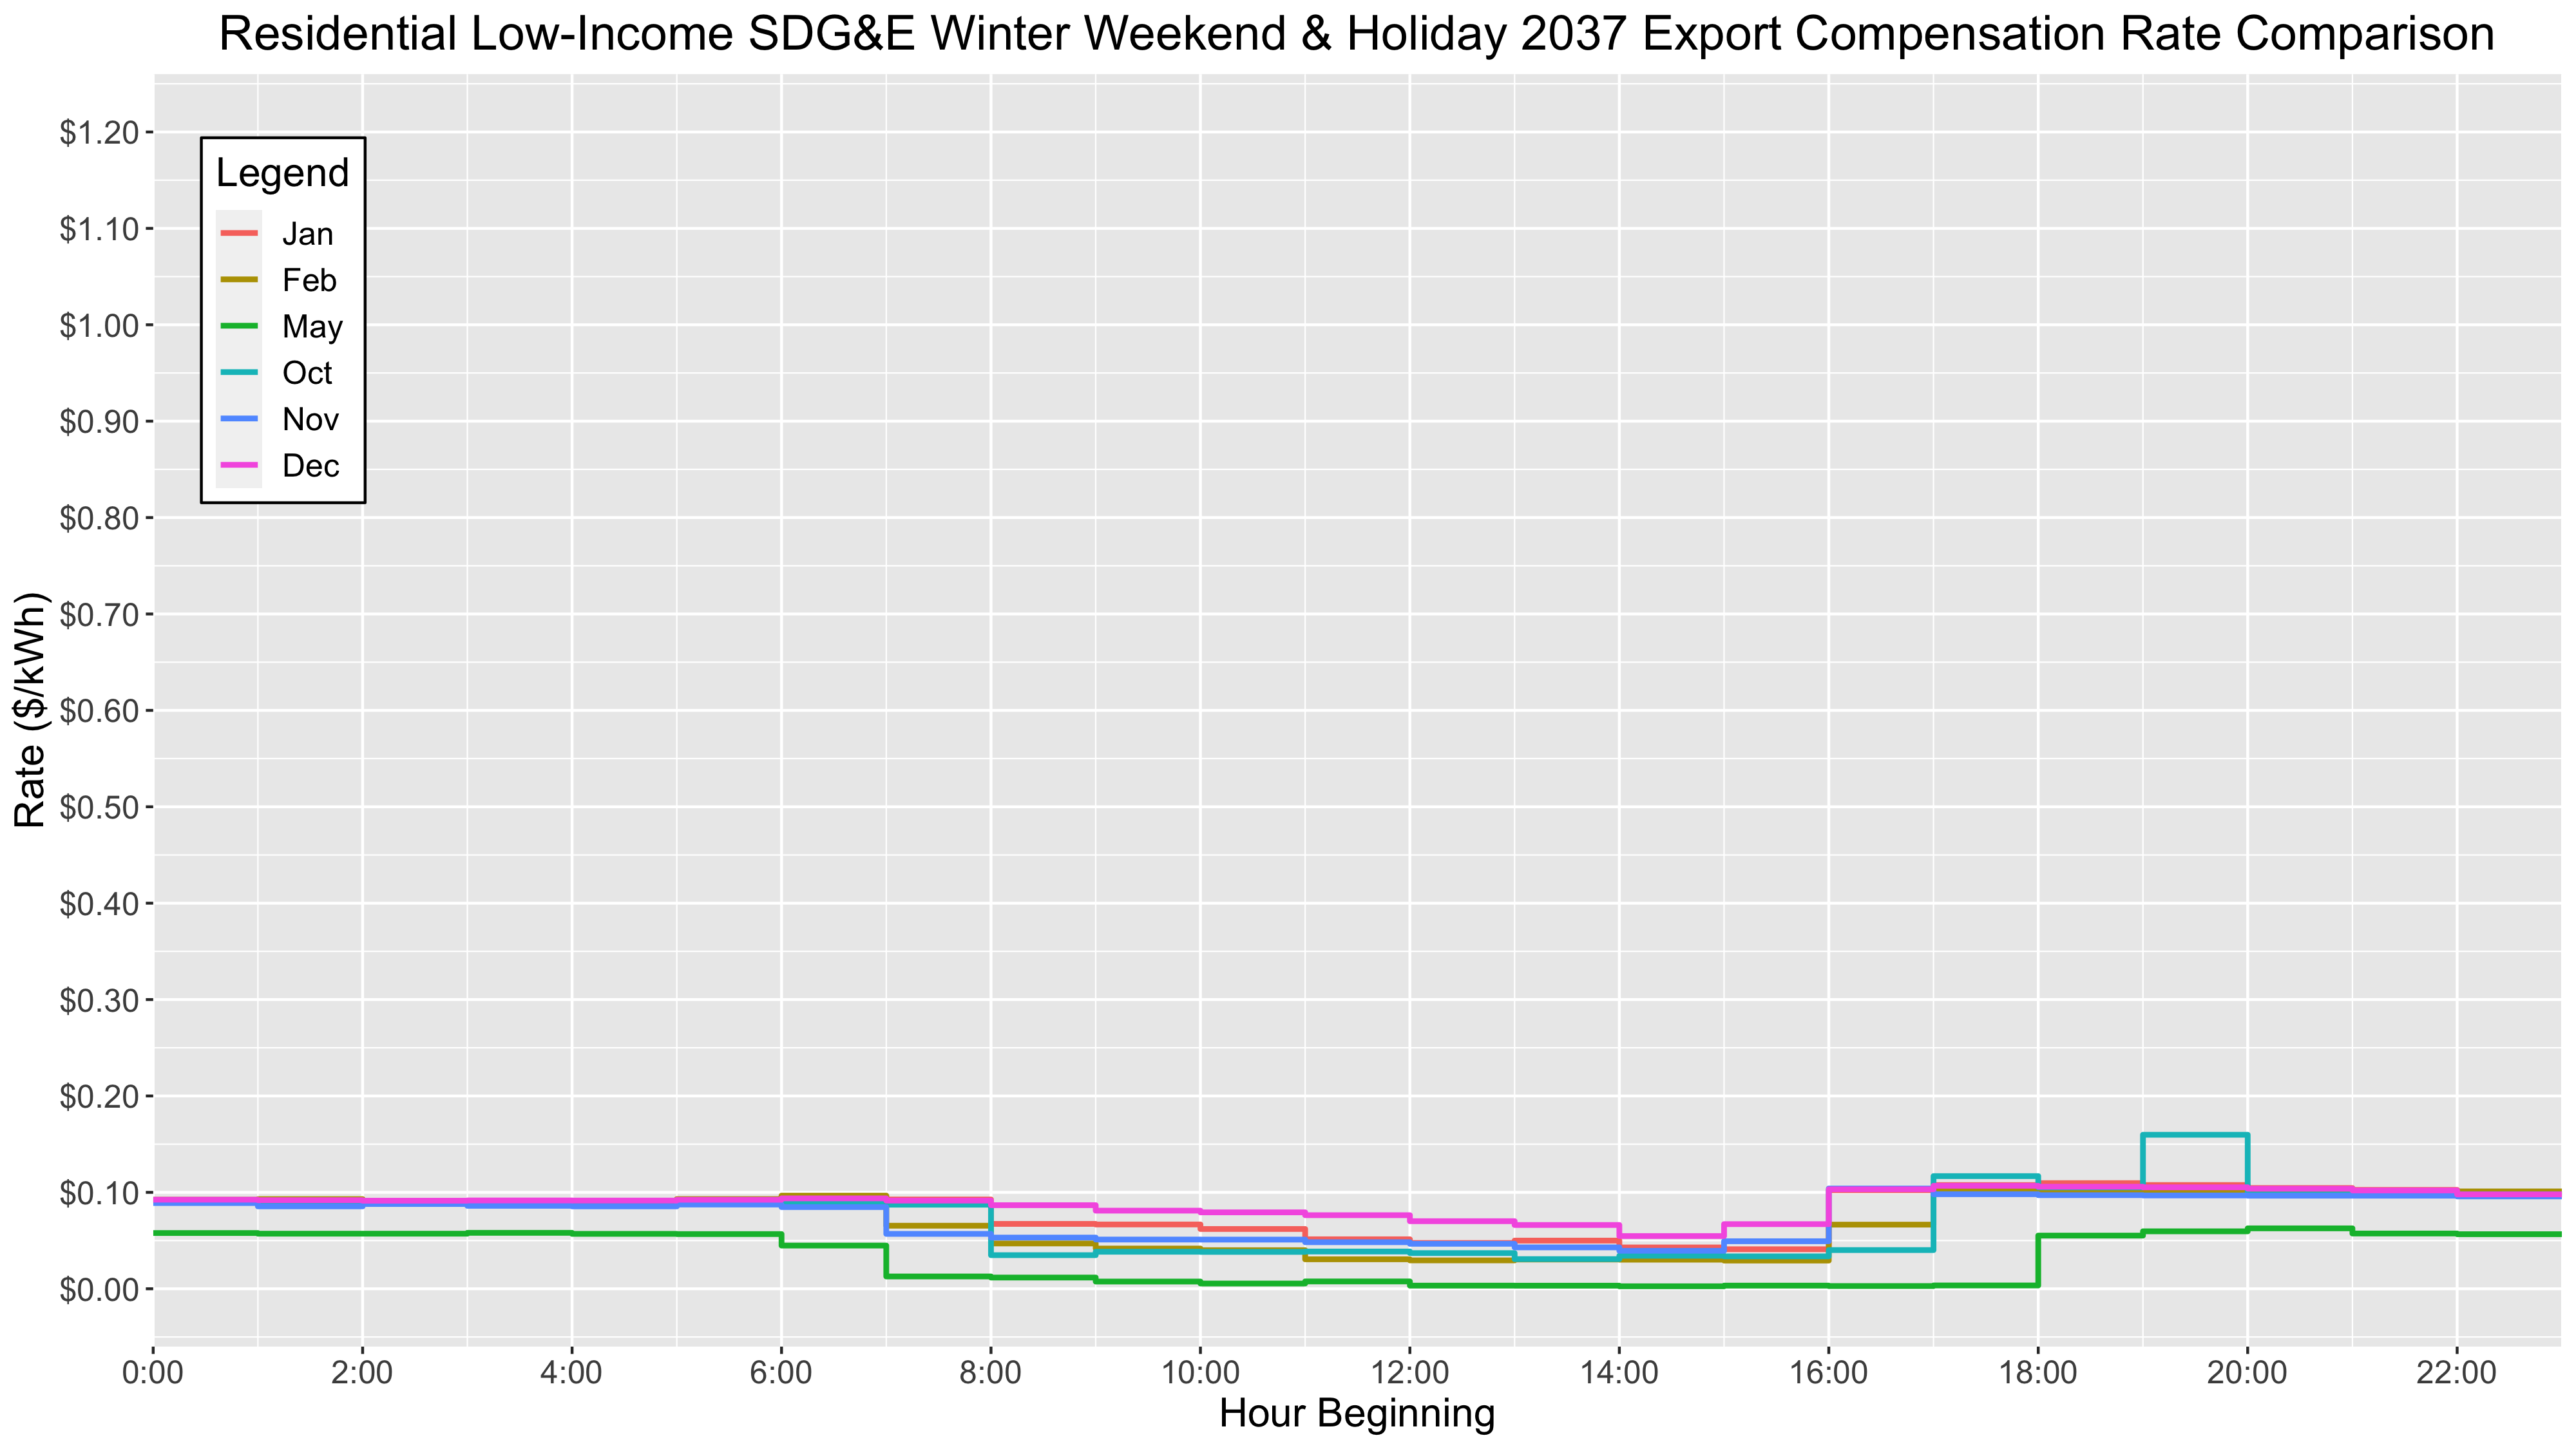 Residential Low-Income SDG&E Winter Weekend & Holiday 2037 Export Compensation Rate Comparison
Legend
Jan
Feb
May
Oct
Nov
Dec
Rate ($/kWh)
$1.20
$1.10
$1.00
$0.90
$0.80
$0.70
$0.60
$0.50
$0.40
$0.30
$0.20
$0.10
$0.00
0:00 2:00 4:00 6:00 8:00 10:00 12:00 14:00 16:00 18:00 20:00 22:00
Hour Beginning